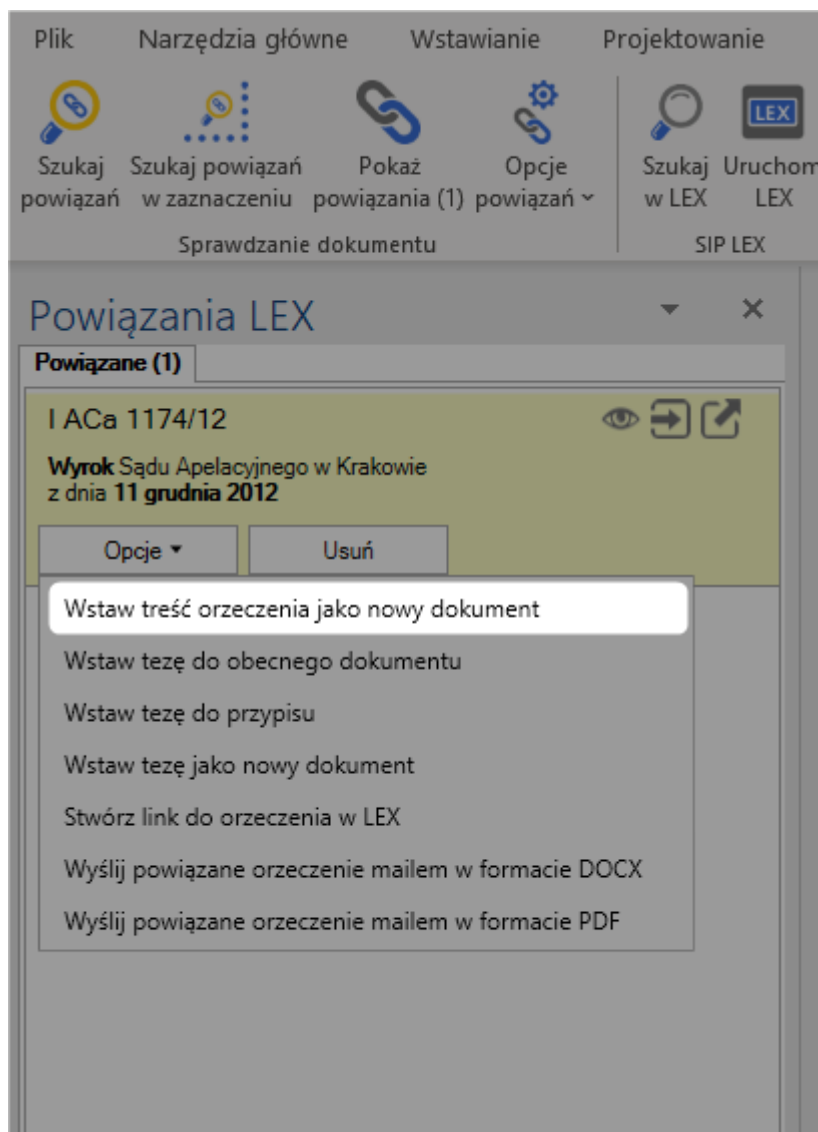 Plik Narzędzia główne Wstawianie Projektowanie
Szukaj powiązań w zaznaczeniu
Szukaj Szukaj powiązań Pokaż Opcje Szukaj Uruchom
powiązań w zaznaczeniu powiązania (1) powiązań w LEX LEX
Sprawdzanie dokumentu SIP LEX
Powiązania LEX
Powiązane (1)
I ACa 1174/12
Wyrok Sądu Apelacyjnego w Krakowie
z dnia 11 grudnia 2012
Opcje Usuń
Wstaw treść orzeczenia jako nowy dokument
Wstaw tezę do obecnego dokumentu
Wstaw tezę do przypisu
Wstaw tezę jako nowy dokument
Stwórz link do orzeczenia w LEX
Wyślij powiązane orzeczenie mailem w formacie DOCX
Wyślij powiązane orzeczenie mailem w formacie PDF